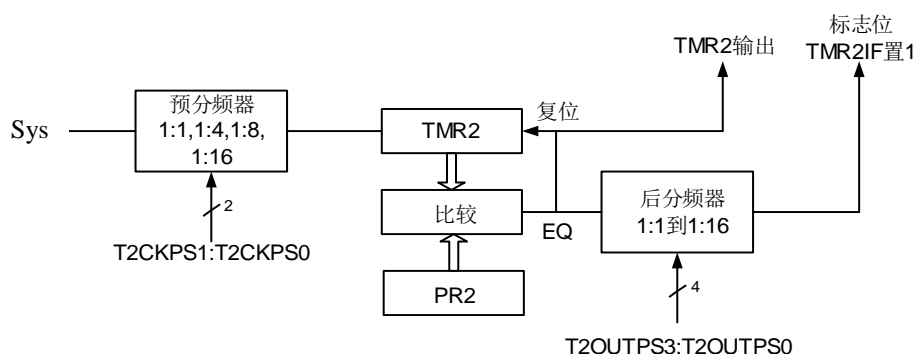 标志位
TMR2IF置1
TMR2输出
Sys
预分频器
1:1,1:4,1:8,
1:16
TMR2
复位
比较
EQ
后分频器
1:1到1:16
2
T2CKPS1:T2CKPS0
PR2
4
T2OUTPS3:T2OUTPS0